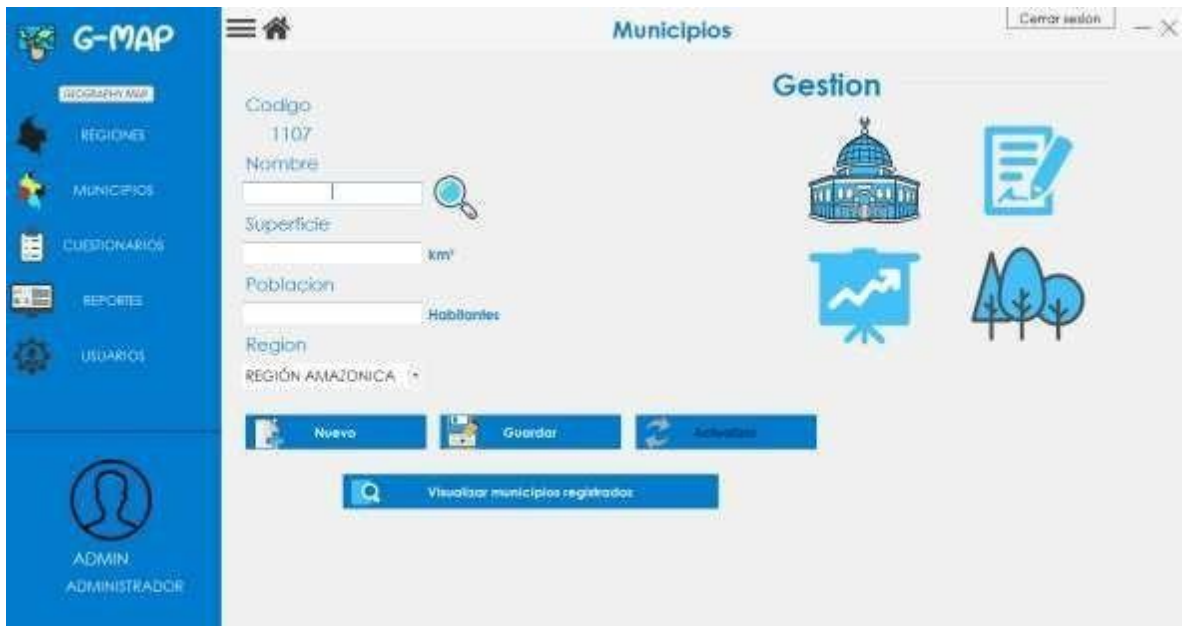 G-MAP
GEOGRAPHY MAP
REGIONES
MUNICIPIOS
CUESTIONARIOS
REPORTES
USUARIOS
ADMIN
ADMINISTRADOR
Municipios
Cerrar sesion
Codigo
1107
Nombre
Superficie
km²
Poblacion
Habitantes
Region
REGIÓN AMAZONICA
Nuevo
Guardar
Actualizar
Visualizar municipios registrados
Gestion